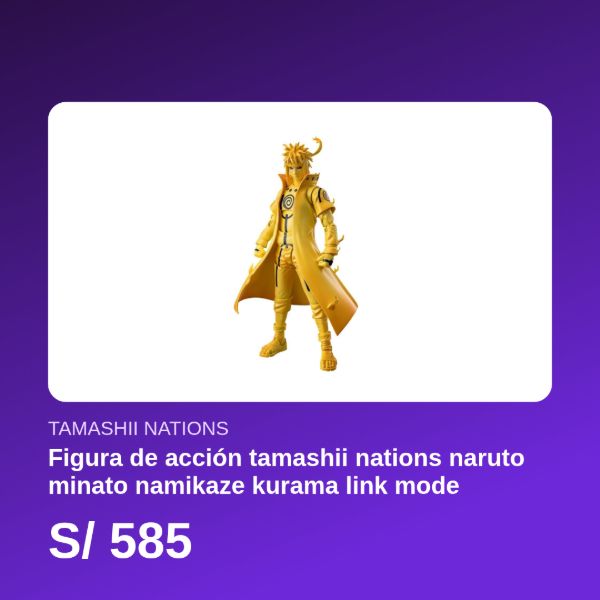 TAMASHII NATIONS
Figura de acción tamashii nations naruto
minato namikaze kurama link mode
S/ 585